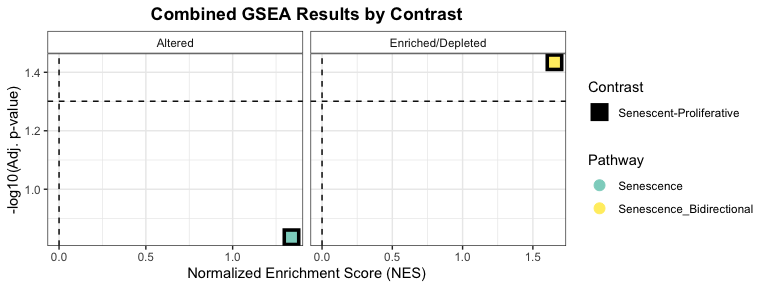 Combined GSEA Results by Contrast
Altered
Enriched/Depleted
1.4
1.2
1.0
-log10(Adj. p-value)
0.0 0.5 1.0
0.0 0.5 1.0 1.5
Normalized Enrichment Score (NES)
Contrast
Senescent-Proliferative
Pathway
Senescence
Senescence_Bidirectional